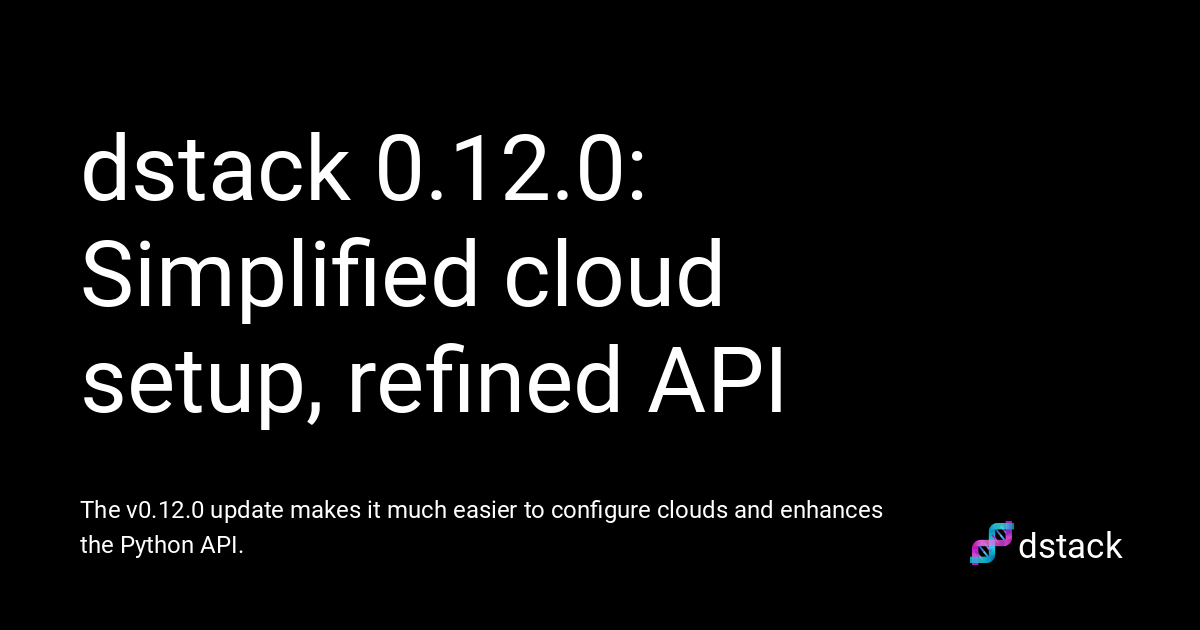 dstack 0.12.0:
Simplified cloud
setup, refined API
The v0.12.0 update makes it much easier to configure clouds and enhances
the Python API.
dstack